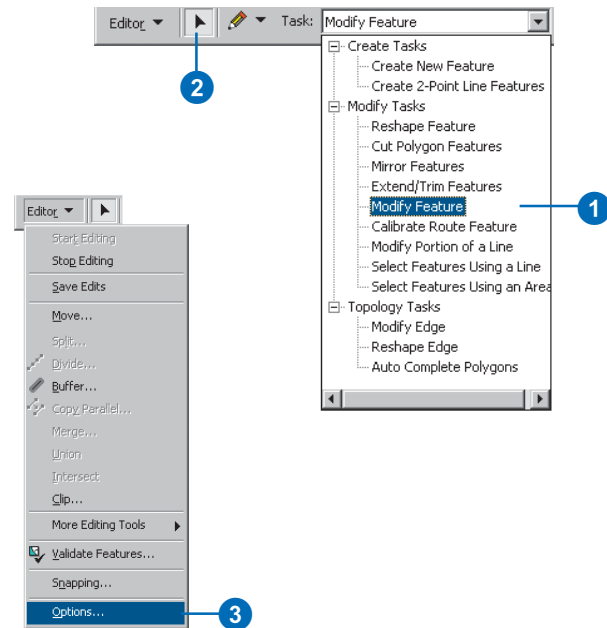 Editor Task: Modify Feature
2
Create Tasks
Create New Feature
Create 2-Point Line Features
Modify Tasks
Reshape Feature
Cut Polygon Features
Mirror Features
Extend/Trim Features
Modify Feature
1
Calibrate Route Feature
Modify Portion of a Line
Select Features Using a Line
Select Features Using an Area
Topology Tasks
Modify Edge
Reshape Edge
Auto Complete Polygons
Editor
Start Editing
Stop Editing
Save Edits
Move...
Split...
Divide...
Buffer...
Copy Parallel...
Merge...
Union
Intersect
Clip...
More Editing Tools
Validate Features...
Snapping...
Options...
3